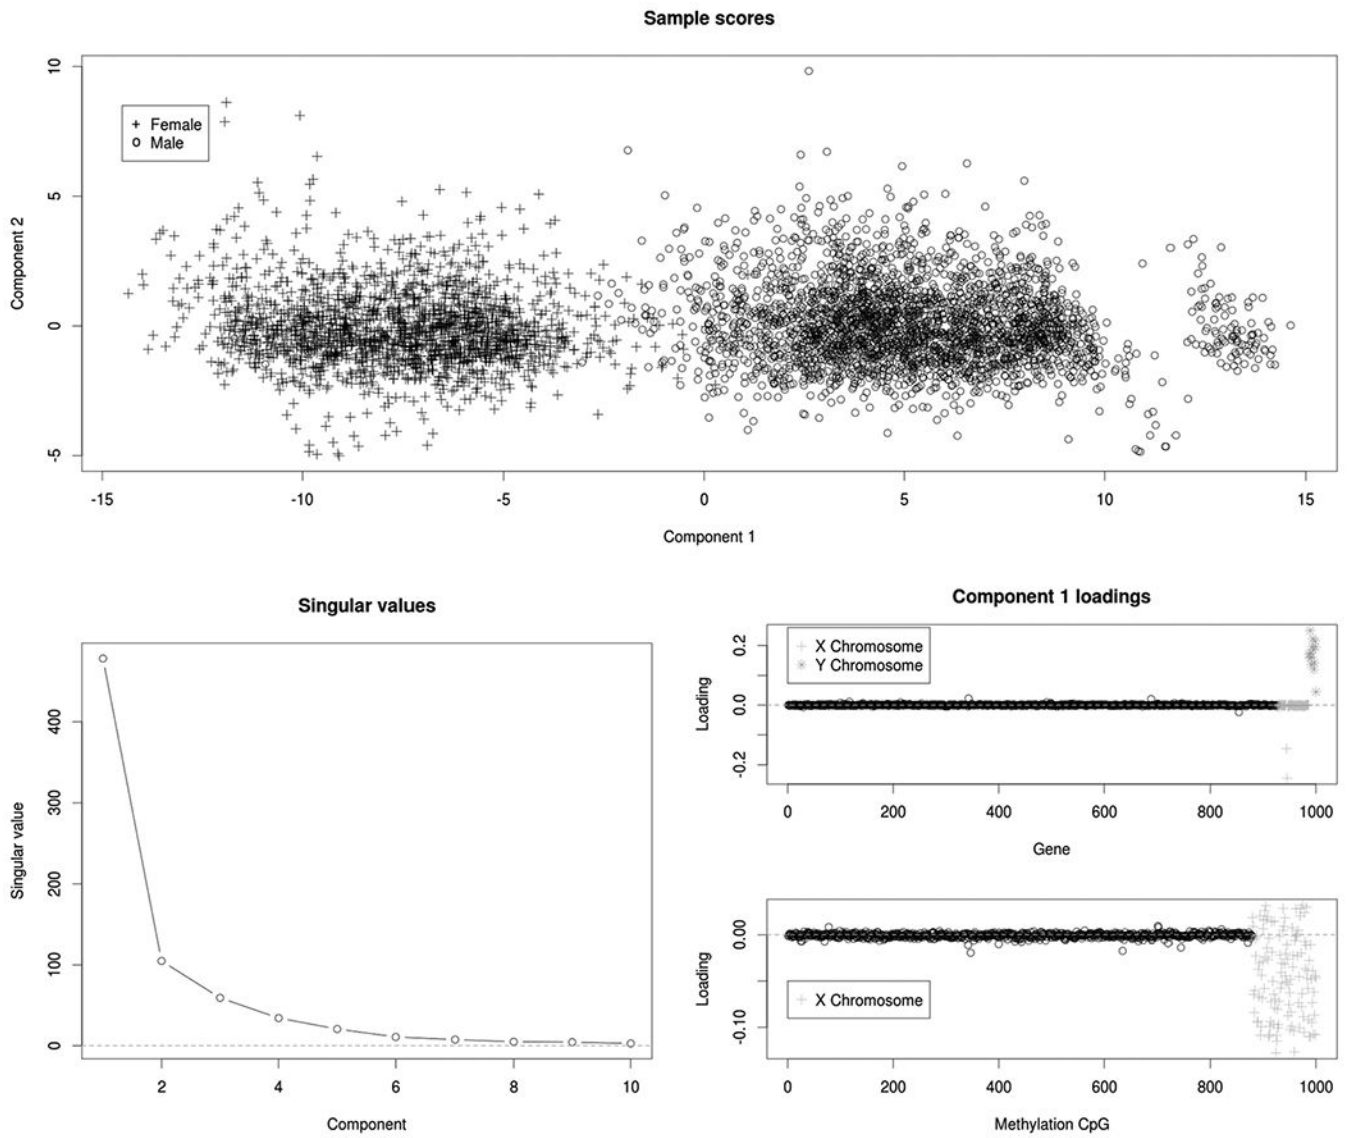 Sample scores
10
5
0
-5
Component 2
+ Female
o Male
-15 -10 -5 0 5 10 15
Component 1
Singular values
400
300
200
100
0
Singular value
2 4 6 8 10
Component
Component 1 loadings
0.2
0.0
-0.2
Loading
X Chromosome
Y Chromosome
0 200 400 600 800 1000
Gene
0.00
-0.10
Loading
X Chromosome
0 200 400 600 800 1000
Methylation CpG